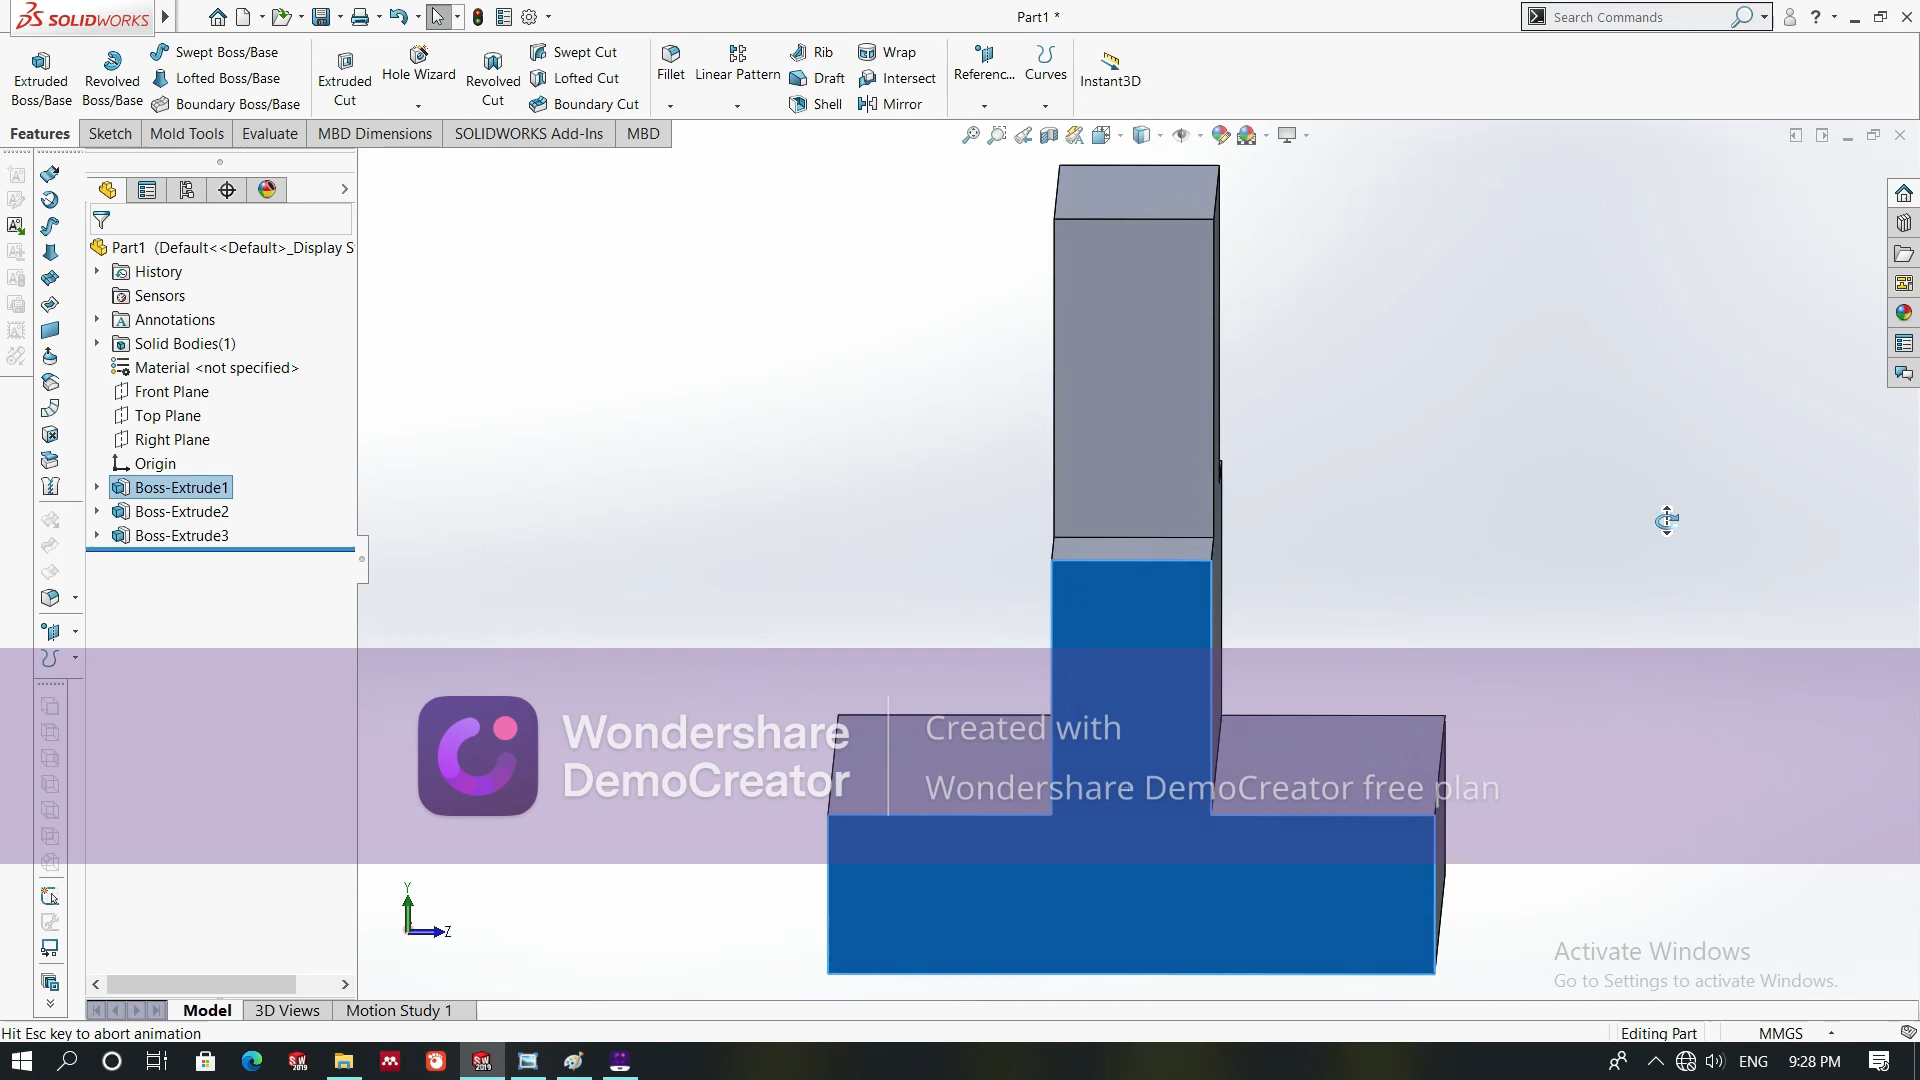 SOLIDWORKS
Part1 *
Search Commands
Extruded Boss/Base
Revolved Boss/Base
Swept Boss/Base
Lofted Boss/Base
Boundary Boss/Base
Extruded Cut
Hole Wizard
Revolved Cut
Swept Cut
Lofted Cut
Boundary Cut
Fillet
Linear Pattern
Rib
Draft
Shell
Wrap
Intersect
Mirror
Referenc...
Curves
Instant3D
Features
Sketch
Mold Tools
Evaluate
MBD Dimensions
SOLIDWORKS Add-Ins
MBD
Part1 (Default<<Default>_Display S
History
Sensors
Annotations
Solid Bodies(1)
Material <not specified>
Front Plane
Top Plane
Right Plane
Origin
Boss-Extrude1
Boss-Extrude2
Boss-Extrude3
Wondershare
DemoCreator
Created with
Wondershare DemoCreator free plan
Y
Z
Activate Windows
Go to Settings to activate Windows.
Model
3D Views
Motion Study 1
Hit Esc key to abort animation
Editing Part
MMGS
ENG
9:28 PM